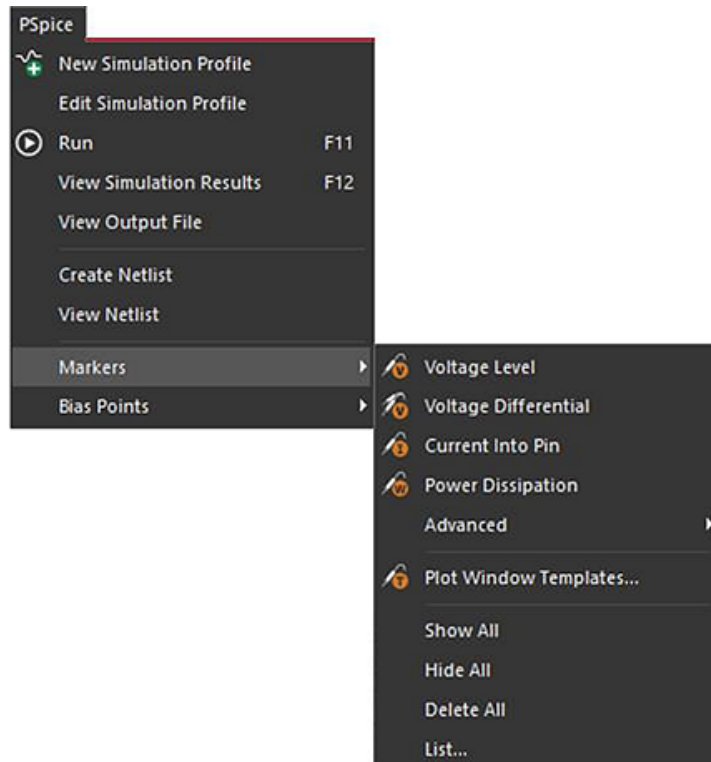 PSpice
New Simulation Profile
Edit Simulation Profile
Run F11
View Simulation Results F12
View Output File
Create Netlist
View Netlist
Markers
Bias Points
V Voltage Level
V Voltage Differential
I Current Into Pin
W Power Dissipation
Advanced
T Plot Window Templates...
Show All
Hide All
Delete All
List...